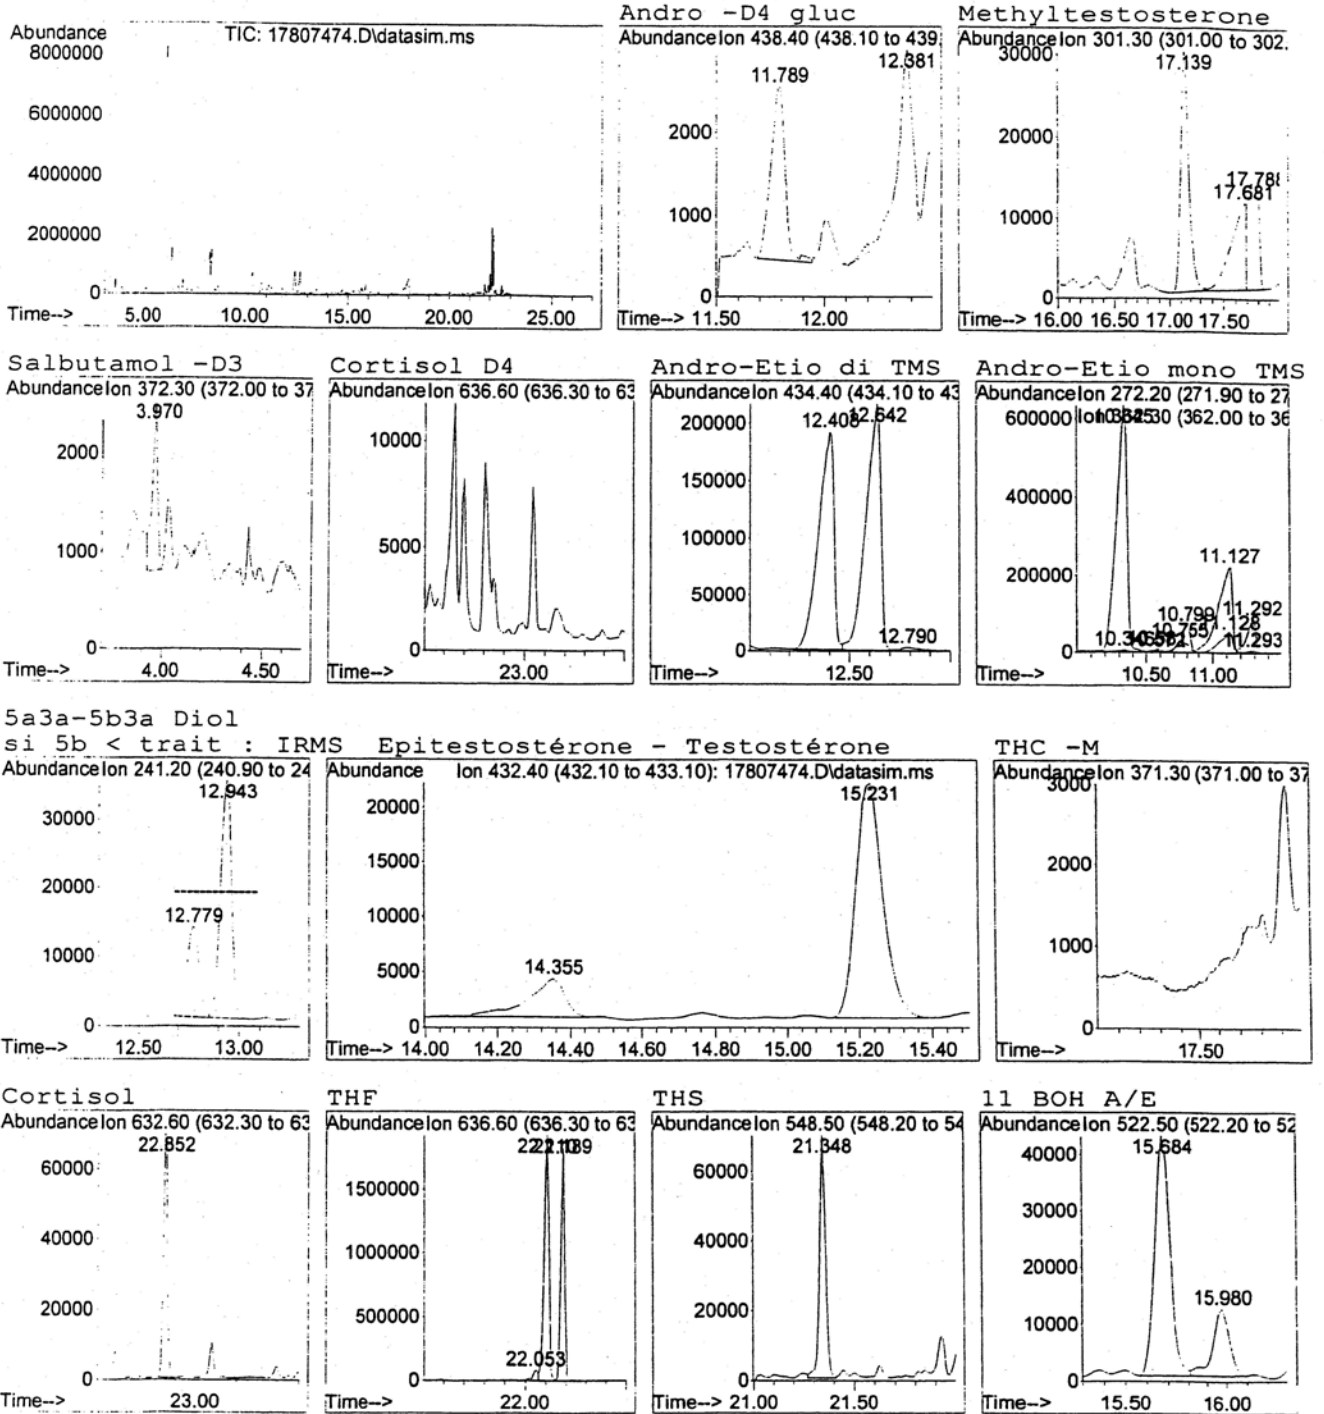 Andro -D4 gluc
Methyltestosterone
Abundance
TIC: 17807474.D\datasim.ms
8000000
6000000
4000000
2000000
0
Time--> 5.00 10.00 15.00 20.00 25.00
Abundance Ion 438.40 (438.10 to 439.
11.789
12.381
2000
1000
0
Time--> 11.50 12.00
Abundance Ion 301.30 (301.00 to 302.
30000
17.139
20000
17.788
17.681
10000
0
Time--> 16.00 16.50 17.00 17.50
Salbutamol -D3
Abundance Ion 372.30 (372.00 to 37
3.970
2000
1000
0
Time--> 4.00 4.50
Cortisol D4
Abundance Ion 636.60 (636.30 to 63
10000
5000
0
Time--> 23.00
Andro-Etio di TMS
Abundance Ion 434.40 (434.10 to 43
200000
12.408
12.642
150000
100000
50000
12.790
0
Time--> 12.50
Andro-Etio mono TMS
Abundance Ion 272.20 (271.90 to 27
600000
(362.00 to 36
400000
11.127
200000
10.799
11.292
10.755
11.128
11.293
0
Time--> 10.50 11.00
5a3a-5b3a Diol
si 5b < trait : IRMS
Abundance Ion 241.20 (240.90 to 24
12.943
30000
20000
12.779
10000
0
Time--> 12.50 13.00
Epitestostérone - Testostérone
Abundance Ion 432.40 (432.10 to 433.10): 17807474.D\datasim.ms
20000
15.231
15000
10000
14.355
5000
0
Time--> 14.00 14.20 14.40 14.60 14.80 15.00 15.20 15.40
THC -M
Abundance Ion 371.30 (371.00 to 37
3000
2000
1000
0
Time--> 17.50
Cortisol
Abundance Ion 632.60 (632.30 to 63
22.852
60000
40000
20000
0
Time--> 23.00
THF
Abundance Ion 636.60 (636.30 to 63
1500000
1000000
500000
22.053
0
Time--> 22.00
THS
Abundance Ion 548.50 (548.20 to 54
21.348
60000
40000
20000
0
Time--> 21.00 21.50
11 BOH A/E
Abundance Ion 522.50 (522.20 to 52
15.684
40000
30000
20000
15.980
10000
0
Time--> 15.50 16.00